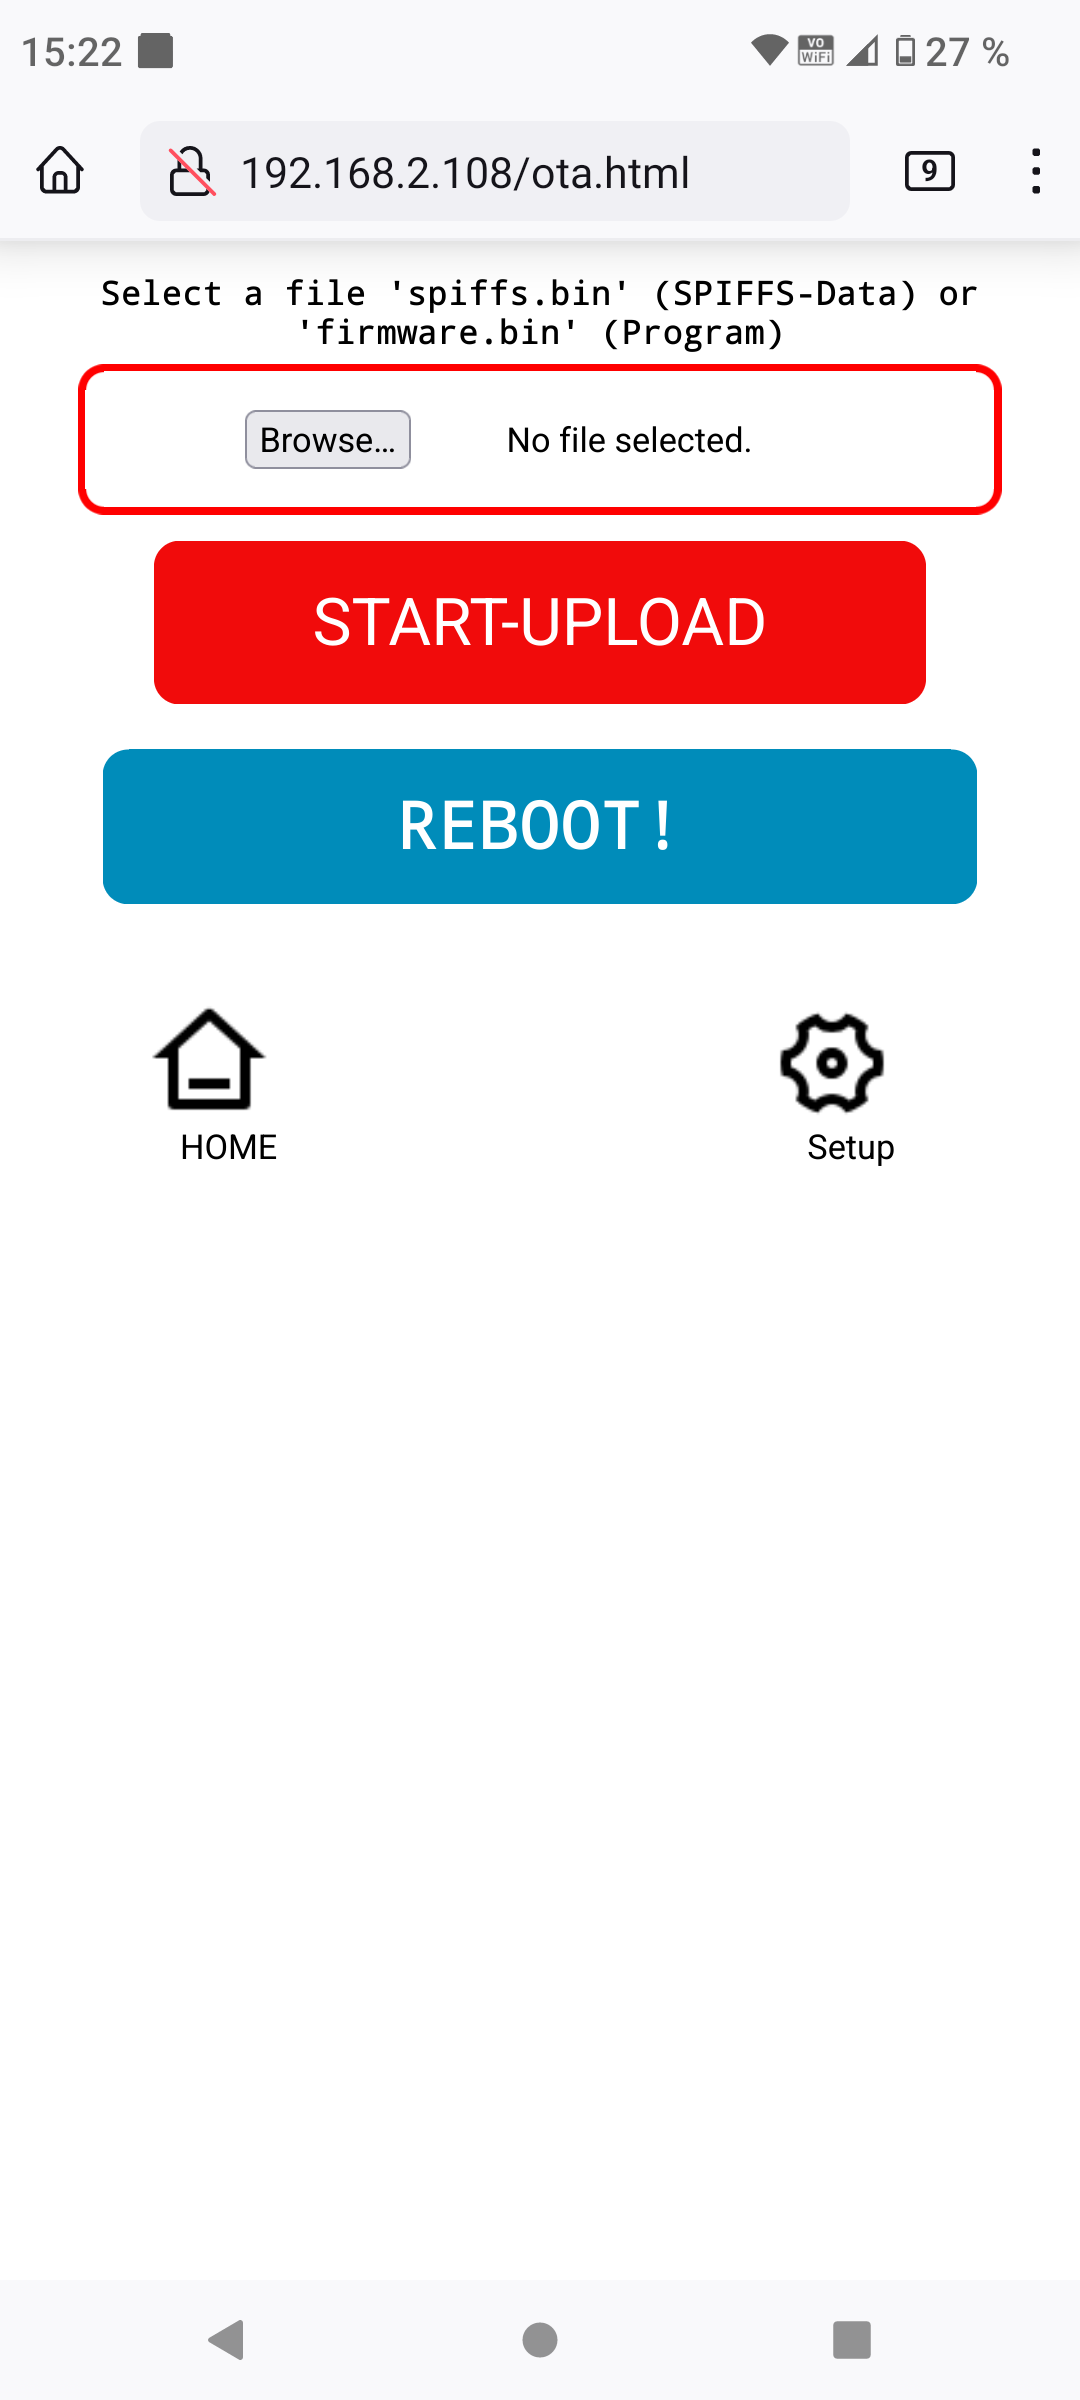 15:22
VO
WiFi
27 %
192.168.2.108/ota.html
9
Select a file 'spiffs.bin' (SPIFFS-Data) or
'firmware.bin' (Program)
Browse… No file selected.
START-UPLOAD
REBOOT!
HOME Setup